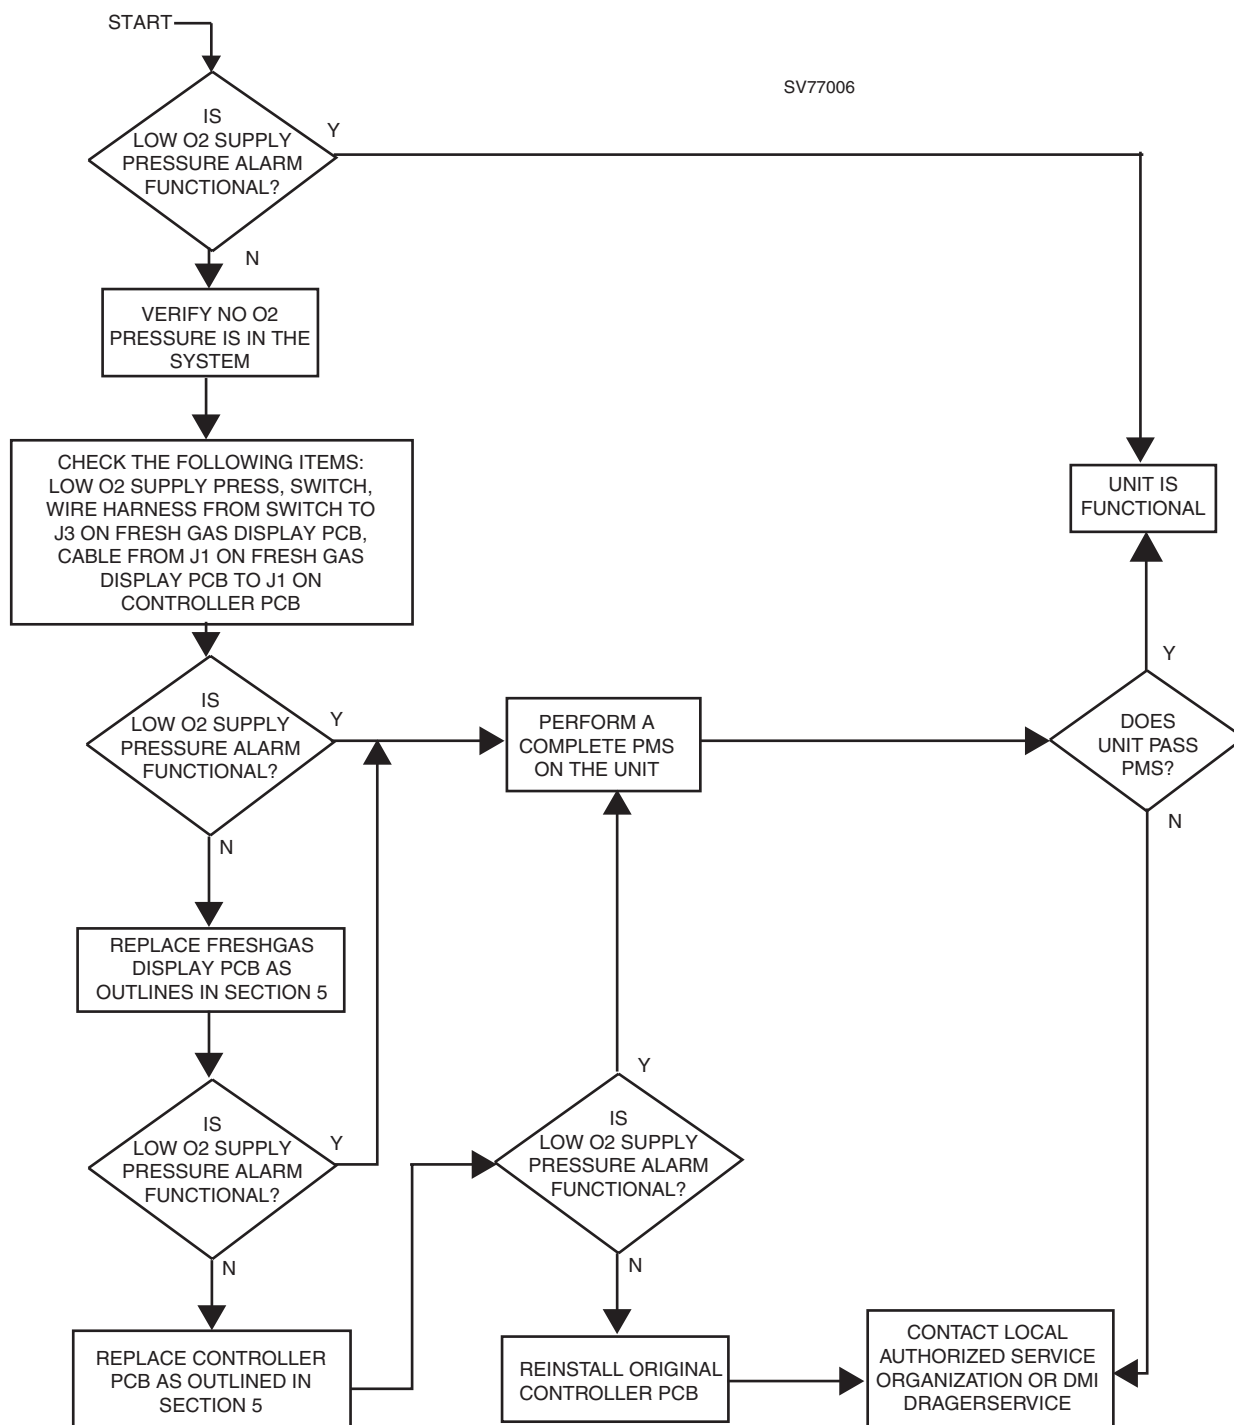 START
SV77006
IS
LOW O2 SUPPLY
PRESSURE ALARM
FUNCTIONAL?
Y
N
VERIFY NO O2
PRESSURE IS IN THE
SYSTEM
CHECK THE FOLLOWING ITEMS:
LOW O2 SUPPLY PRESS, SWITCH,
WIRE HARNESS FROM SWITCH TO
J3 ON FRESH GAS DISPLAY PCB,
CABLE FROM J1 ON FRESH GAS
DISPLAY PCB TO J1 ON
CONTROLLER PCB
UNIT IS
FUNCTIONAL
IS
LOW O2 SUPPLY
PRESSURE ALARM
FUNCTIONAL?
Y
N
PERFORM A
COMPLETE PMS
ON THE UNIT
Y
DOES
UNIT PASS
PMS?
N
REPLACE FRESHGAS
DISPLAY PCB AS
OUTLINES IN SECTION 5
IS
LOW O2 SUPPLY
PRESSURE ALARM
FUNCTIONAL?
Y
N
Y
IS
LOW O2 SUPPLY
PRESSURE ALARM
FUNCTIONAL?
N
REPLACE CONTROLLER
PCB AS OUTLINED IN
SECTION 5
REINSTALL ORIGINAL
CONTROLLER PCB
CONTACT LOCAL
AUTHORIZED SERVICE
ORGANIZATION OR DMI
DRAGERSERVICE